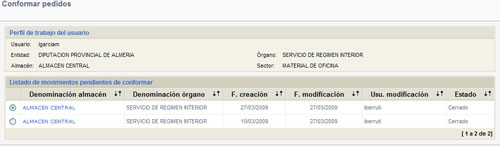 Conformar pedidos
Perfil de trabajo del usuario
Usuario: lgarciam
Entidad: DIPUTACION PROVINCIAL DE ALMERIA Órgano: SERVICIO DE REGIMEN INTERIOR
Almacén: ALMACEN CENTRAL Sector: MATERIAL DE OFICINA
Listado de movimientos pendientes de conformar
Denominación almacén Denominación órgano F. creación F. modificación Usu. modificación Estado
ALMACEN CENTRAL SERVICIO DE REGIMEN INTERIOR 27/03/2009 27/03/2009 iberruti Cerrado
ALMACEN CENTRAL SERVICIO DE REGIMEN INTERIOR 10/03/2009 27/03/2009 iberruti Cerrado
[ 1 a 2 de 2]